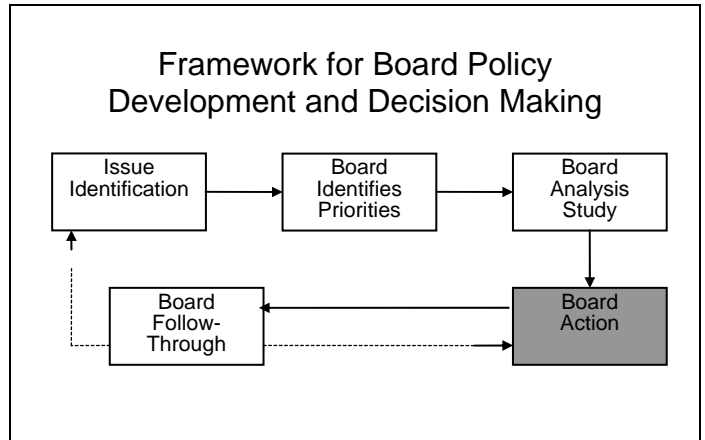 Framework for Board Policy
Development and Decision Making
Issue
Identification
Board
Identifies
Priorities
Board
Analysis
Study
Board
Follow-
Through
Board
Action